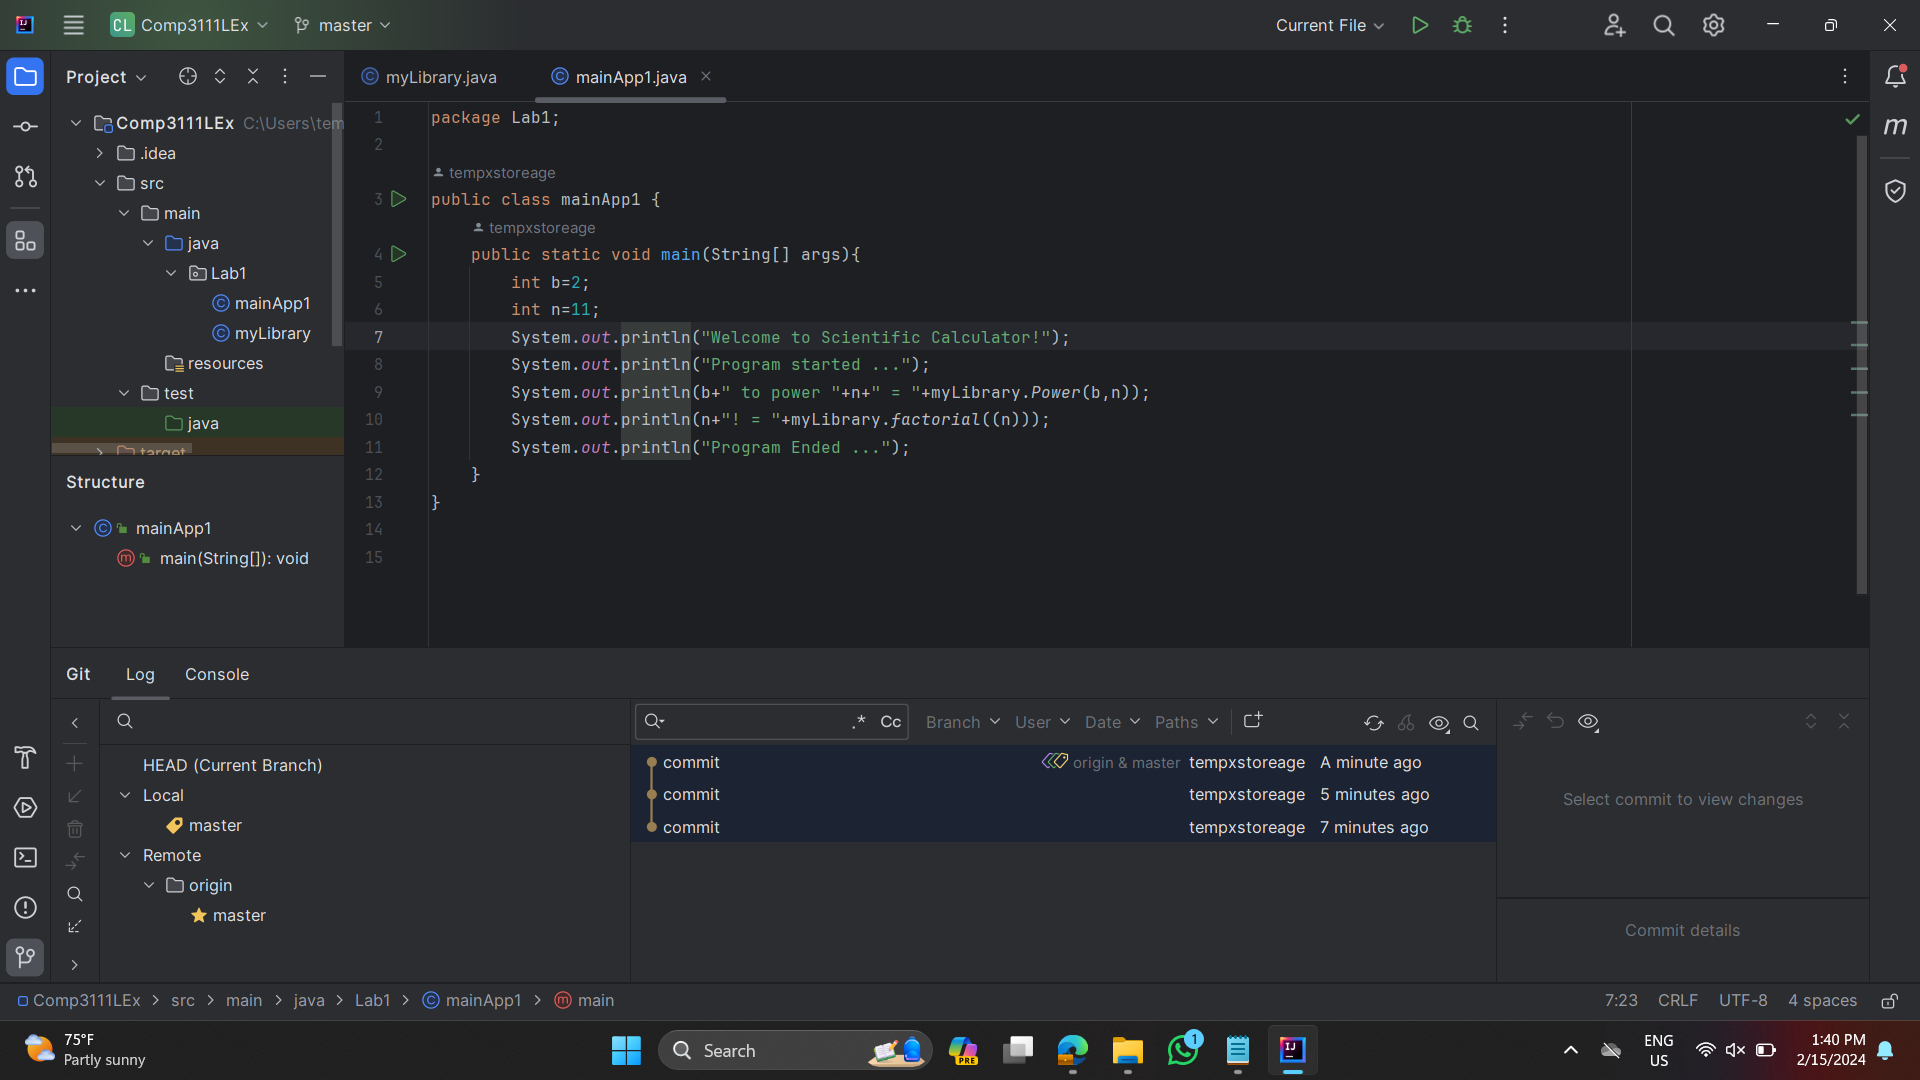 CL Comp3111LEx master Current File
Project
myLibrary.java
mainApp1.java
Comp3111LEx C:\Users\tem
.idea
src
main
java
Lab1
mainApp1
myLibrary
resources
test
java
target
1 package Lab1;
2
tempxstoreage
3 public class mainApp1 {
tempxstoreage
4 public static void main(String[] args){
5 int b=2;
6 int n=11;
7 System.out.println("Welcome to Scientific Calculator!");
8 System.out.println("Program started ...");
9 System.out.println(b+" to power "+n+" = "+myLibrary.Power(b,n));
10 System.out.println(n+"! = "+myLibrary.factorial((n)));
11 System.out.println("Program Ended ...");
12 }
13 }
14
15
Structure
mainApp1
main(String[]): void
Git Log Console
.* Cc Branch User Date Paths
HEAD (Current Branch)
Local
master
Remote
origin
master
commit origin & master tempxstoreage A minute ago
commit tempxstoreage 5 minutes ago
commit tempxstoreage 7 minutes ago
Select commit to view changes
Commit details
Comp3111LEx > src > main > java > Lab1 > mainApp1 > main
7:23 CRLF UTF-8 4 spaces
75°F
Partly sunny
Search
PRE
1
IJ
ENG
US
1:40 PM
2/15/2024